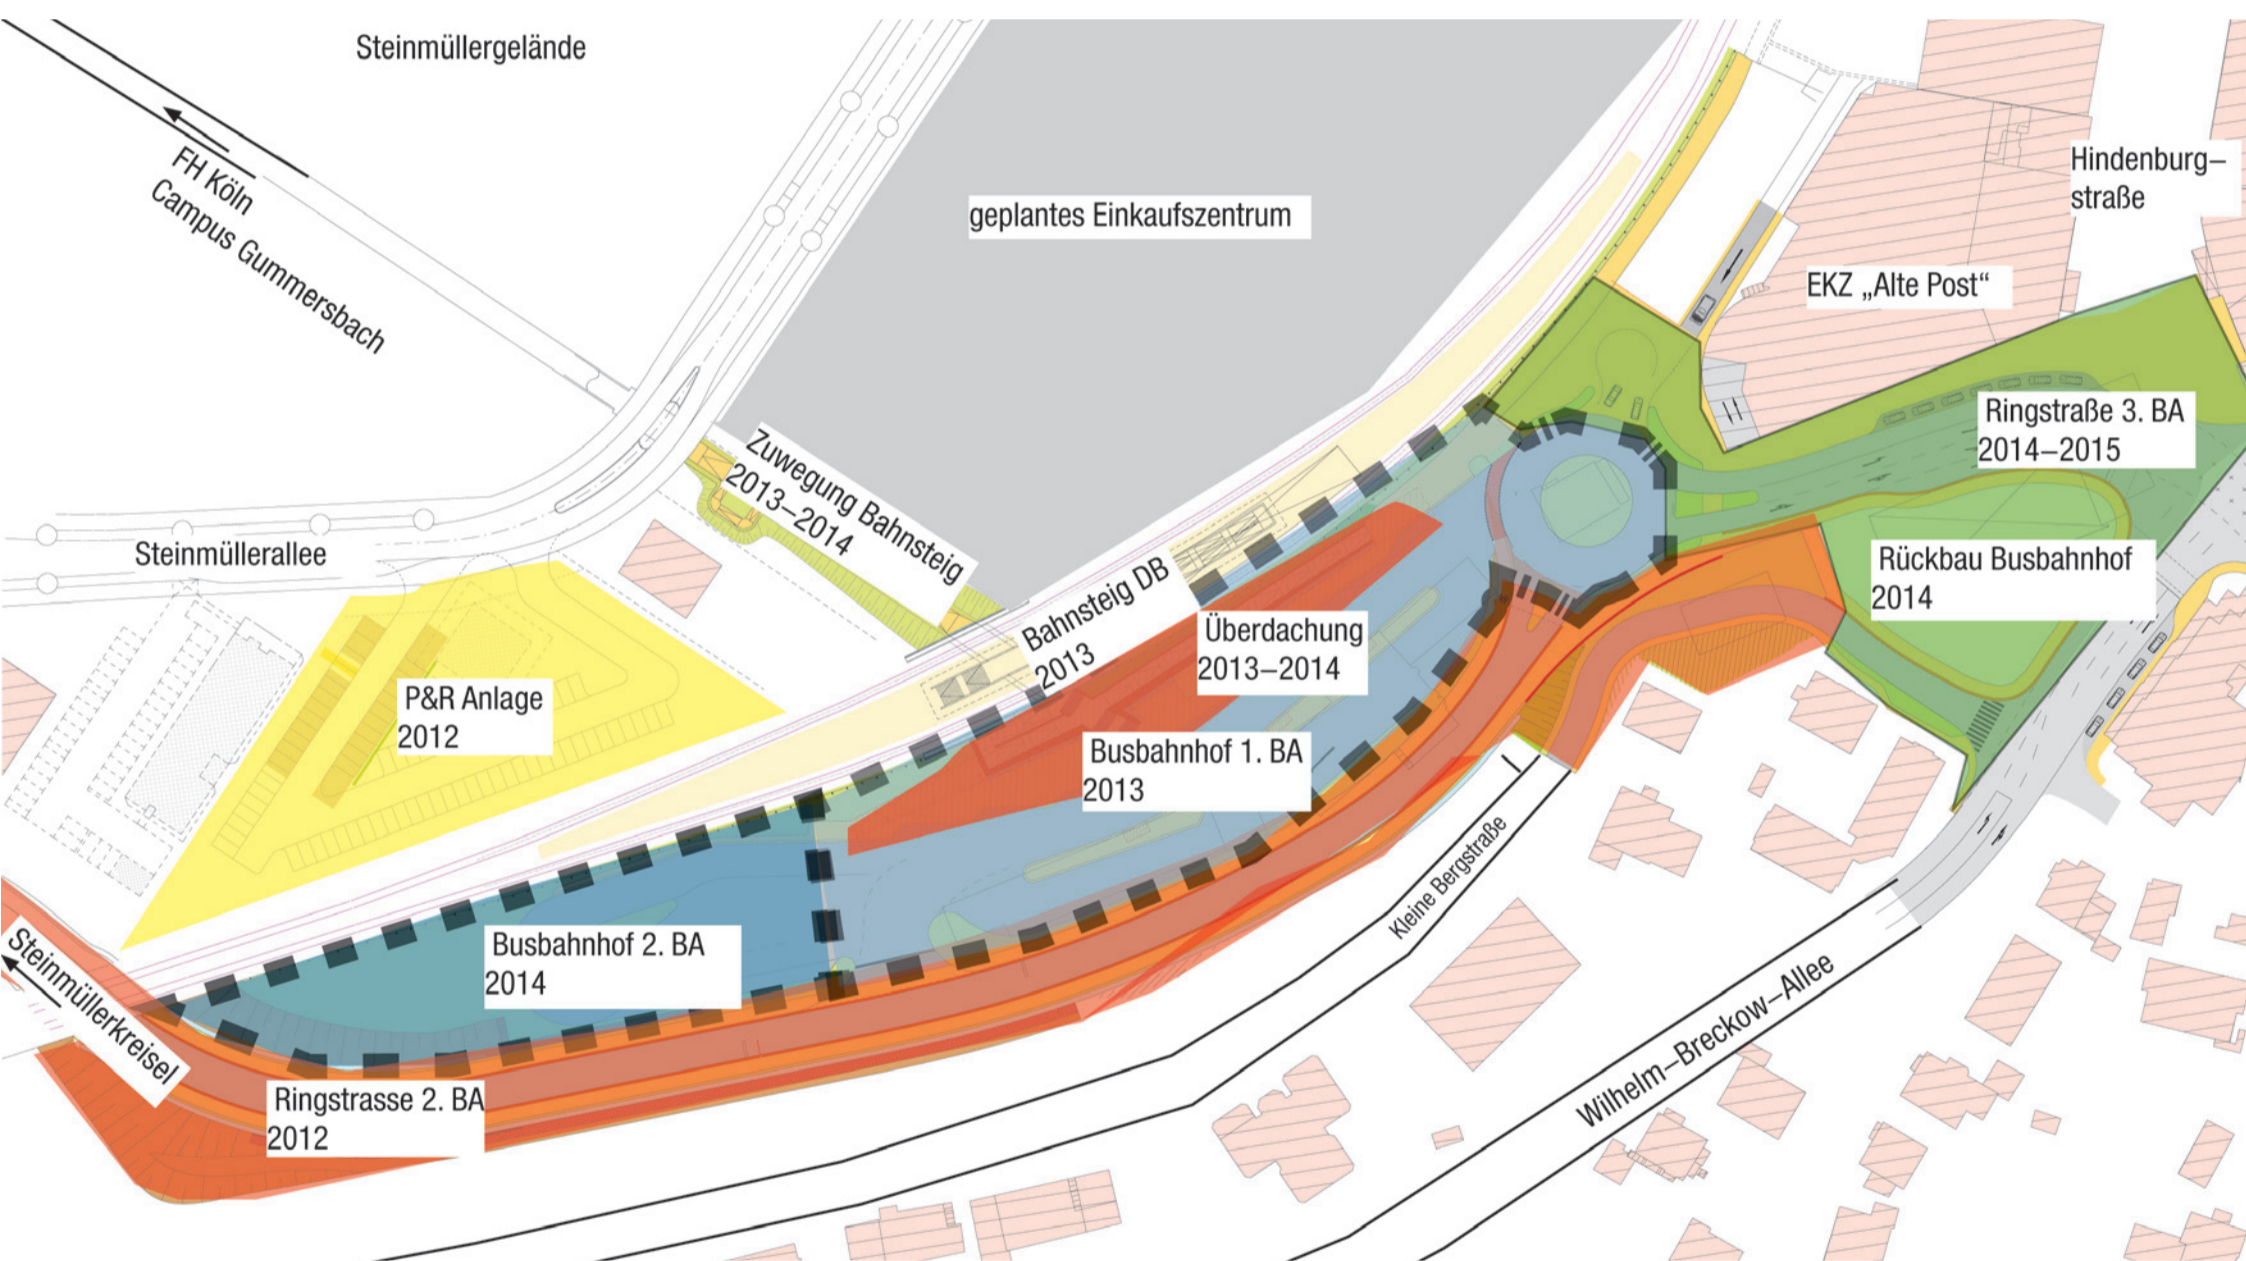 Steinmüllergelände
FH Köln
Campus Gummersbach
geplantes Einkaufszentrum
Hindenburg–
straße
EKZ „Alte Post“
Ringstraße 3. BA
2014–2015
Zuwegung Bahnsteig
2013–2014
Steinmüllerallee
Bahnsteig DB
2013
Rückbau Busbahnhof
2014
Überdachung
2013–2014
P&R Anlage
2012
Busbahnhof 1. BA
2013
Kleine Bergstraße
Busbahnhof 2. BA
2014
Steinmüllerkreisel
Wilhelm–Breckow–Allee
Ringstrasse 2. BA
2012